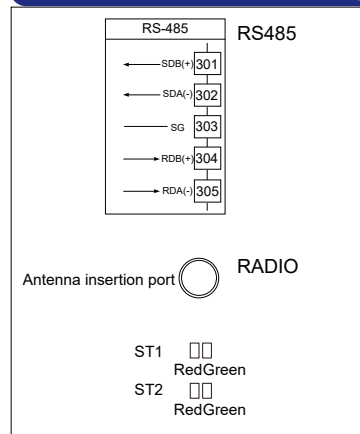 RS-485
RS485
SDB(+) 301
SDA(-) 302
SG 303
RDB(+) 304
RDA(-) 305
RADIO
Antenna insertion port
ST1
RedGreen
ST2
RedGreen